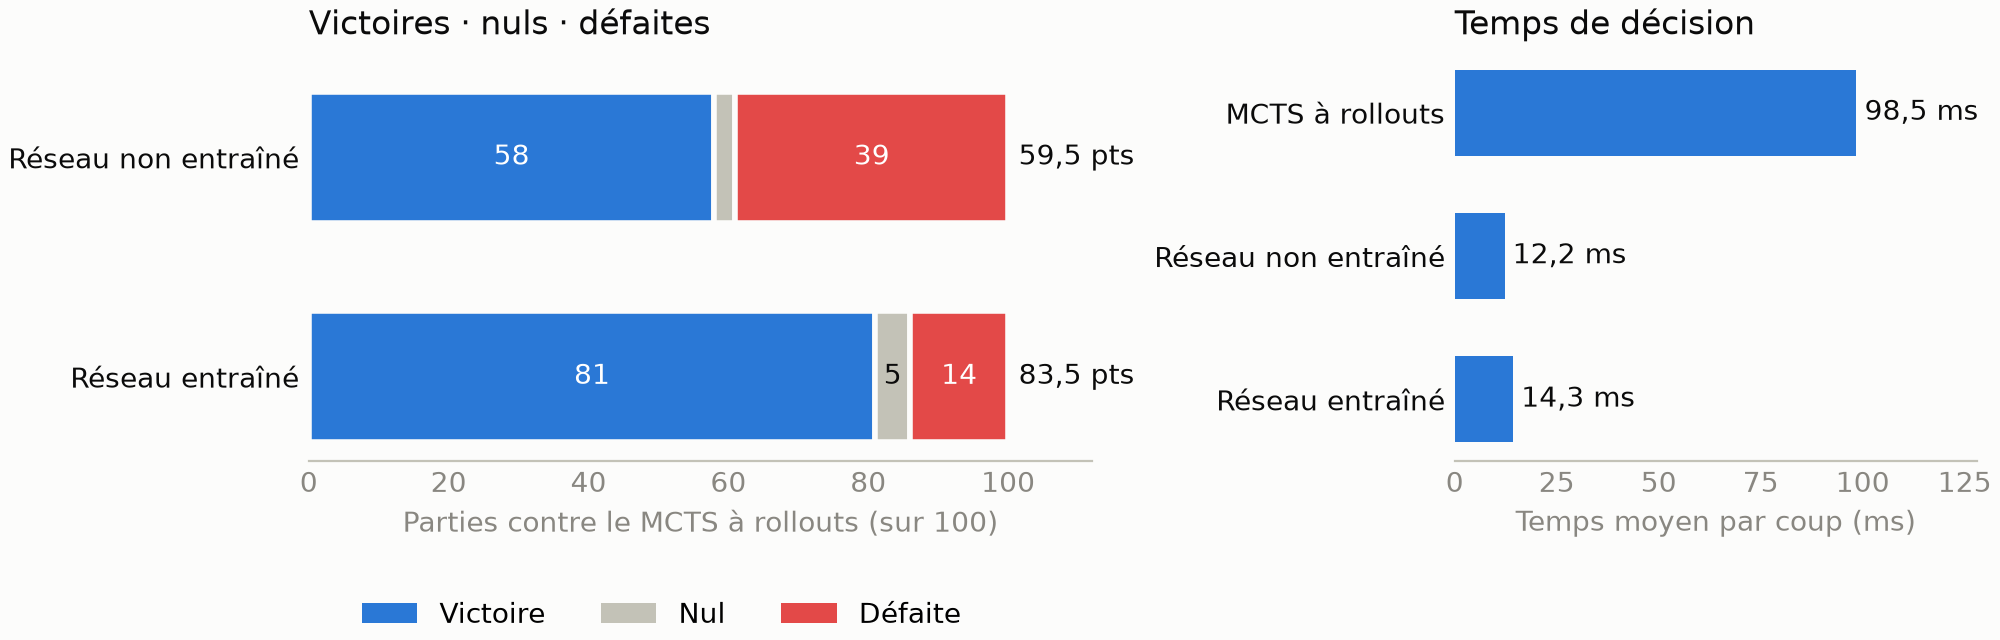 Victoires · nuls · défaites
Réseau non entraîné
58
39
59,5 pts
Réseau entraîné
81
5
14
83,5 pts
0 20 40 60 80 100
Parties contre le MCTS à rollouts (sur 100)
Victoire Nul Défaite
Temps de décision
MCTS à rollouts
98,5 ms
Réseau non entraîné
12,2 ms
Réseau entraîné
14,3 ms
0 25 50 75 100 125
Temps moyen par coup (ms)